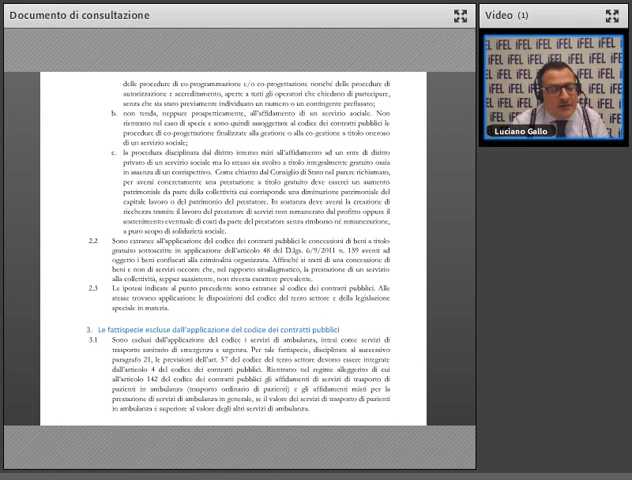 Documento di consultazione
Video (1)
delle procedure di co-programmazione e/o co-progettazione nonché delle procedure di
autorizzazione e accreditamento, aperte a tutti gli operatori che chiedano di partecipare,
senza che sia stato previamente individuato un numero o un contingente prefissato;
b. non tenda, neppure prospetticamente, all'affidamento di un servizio sociale. Non
rientrano nel caso di specie e sono quindi assoggettate al codice dei contratti pubblici le
procedure di co-progettazione finalizzate alla gestione o alla co-gestione a titolo oneroso
di un servizio sociale;
c. la procedura disciplinata dal diritto interno miri all'affidamento ad un ente di diritto
privato di un servizio sociale ma lo stesso sia svolto a titolo integralmente gratuito ossia
in assenza di un corrispettivo. Come chiarito dal Consiglio di Stato nel parere richiamato,
per aversi concretamente una prestazione a titolo gratuito deve esserci un aumento
patrimoniale da parte della collettività cui corrisponde una diminuzione patrimoniale del
capitale lavoro o del patrimonio del prestatore. In sostanza deve aversi la creazione di
ricchezza tramite il lavoro del prestatore di servizi non remunerato dal profitto oppure il
sostenimento eventuale di costi da parte del prestatore senza rimborso né remunerazione,
a puro scopo di solidarietà sociale.
2.2 Sono estranee all'applicazione del codice dei contratti pubblici le concessioni di beni a titolo
gratuito sottoscritte in applicazione dell'articolo 48 del D.lgs. 6/9/2011 n. 159 aventi ad
oggetto i beni confiscati alla criminalità organizzata. Affinché si tratti di una concessione di
beni e non di servizi occorre che, nel rapporto sinallagmatico, la prestazione di un servizio
alla collettività, seppur sussistente, non rivesta carattere prevalente.
2.3 Le ipotesi indicate al punto precedente sono estranee al codice dei contratti pubblici. Alle
stesse trovano applicazione le disposizioni del codice del terzo settore e della legislazione
speciale in materia.
3. Le fattispecie escluse dall'applicazione del codice dei contratti pubblici
3.1 Sono esclusi dall'applicazione del codice i servizi di ambulanza, intesi come servizi di
trasporto sanitario di emergenza e urgenza. Per tale fattispecie, disciplinate al successivo
paragrafo 21, le previsioni dell'art. 57 del codice del terzo settore devono essere integrate
dall'articolo 4 del codice dei contratti pubblici. Rientrano nel regime alleggerito di cui
all'articolo 142 del codice dei contratti pubblici gli affidamenti di servizi di trasporto di
pazienti in ambulanza (trasporto ordinario di pazienti) e gli affidamenti misti per la
prestazione di servizi di ambulanza in generale, se il valore dei servizi di trasporto di pazienti
in ambulanza è superiore al valore degli altri servizi di ambulanza.
iFEL iFEL iFEL
Luciano Gallo